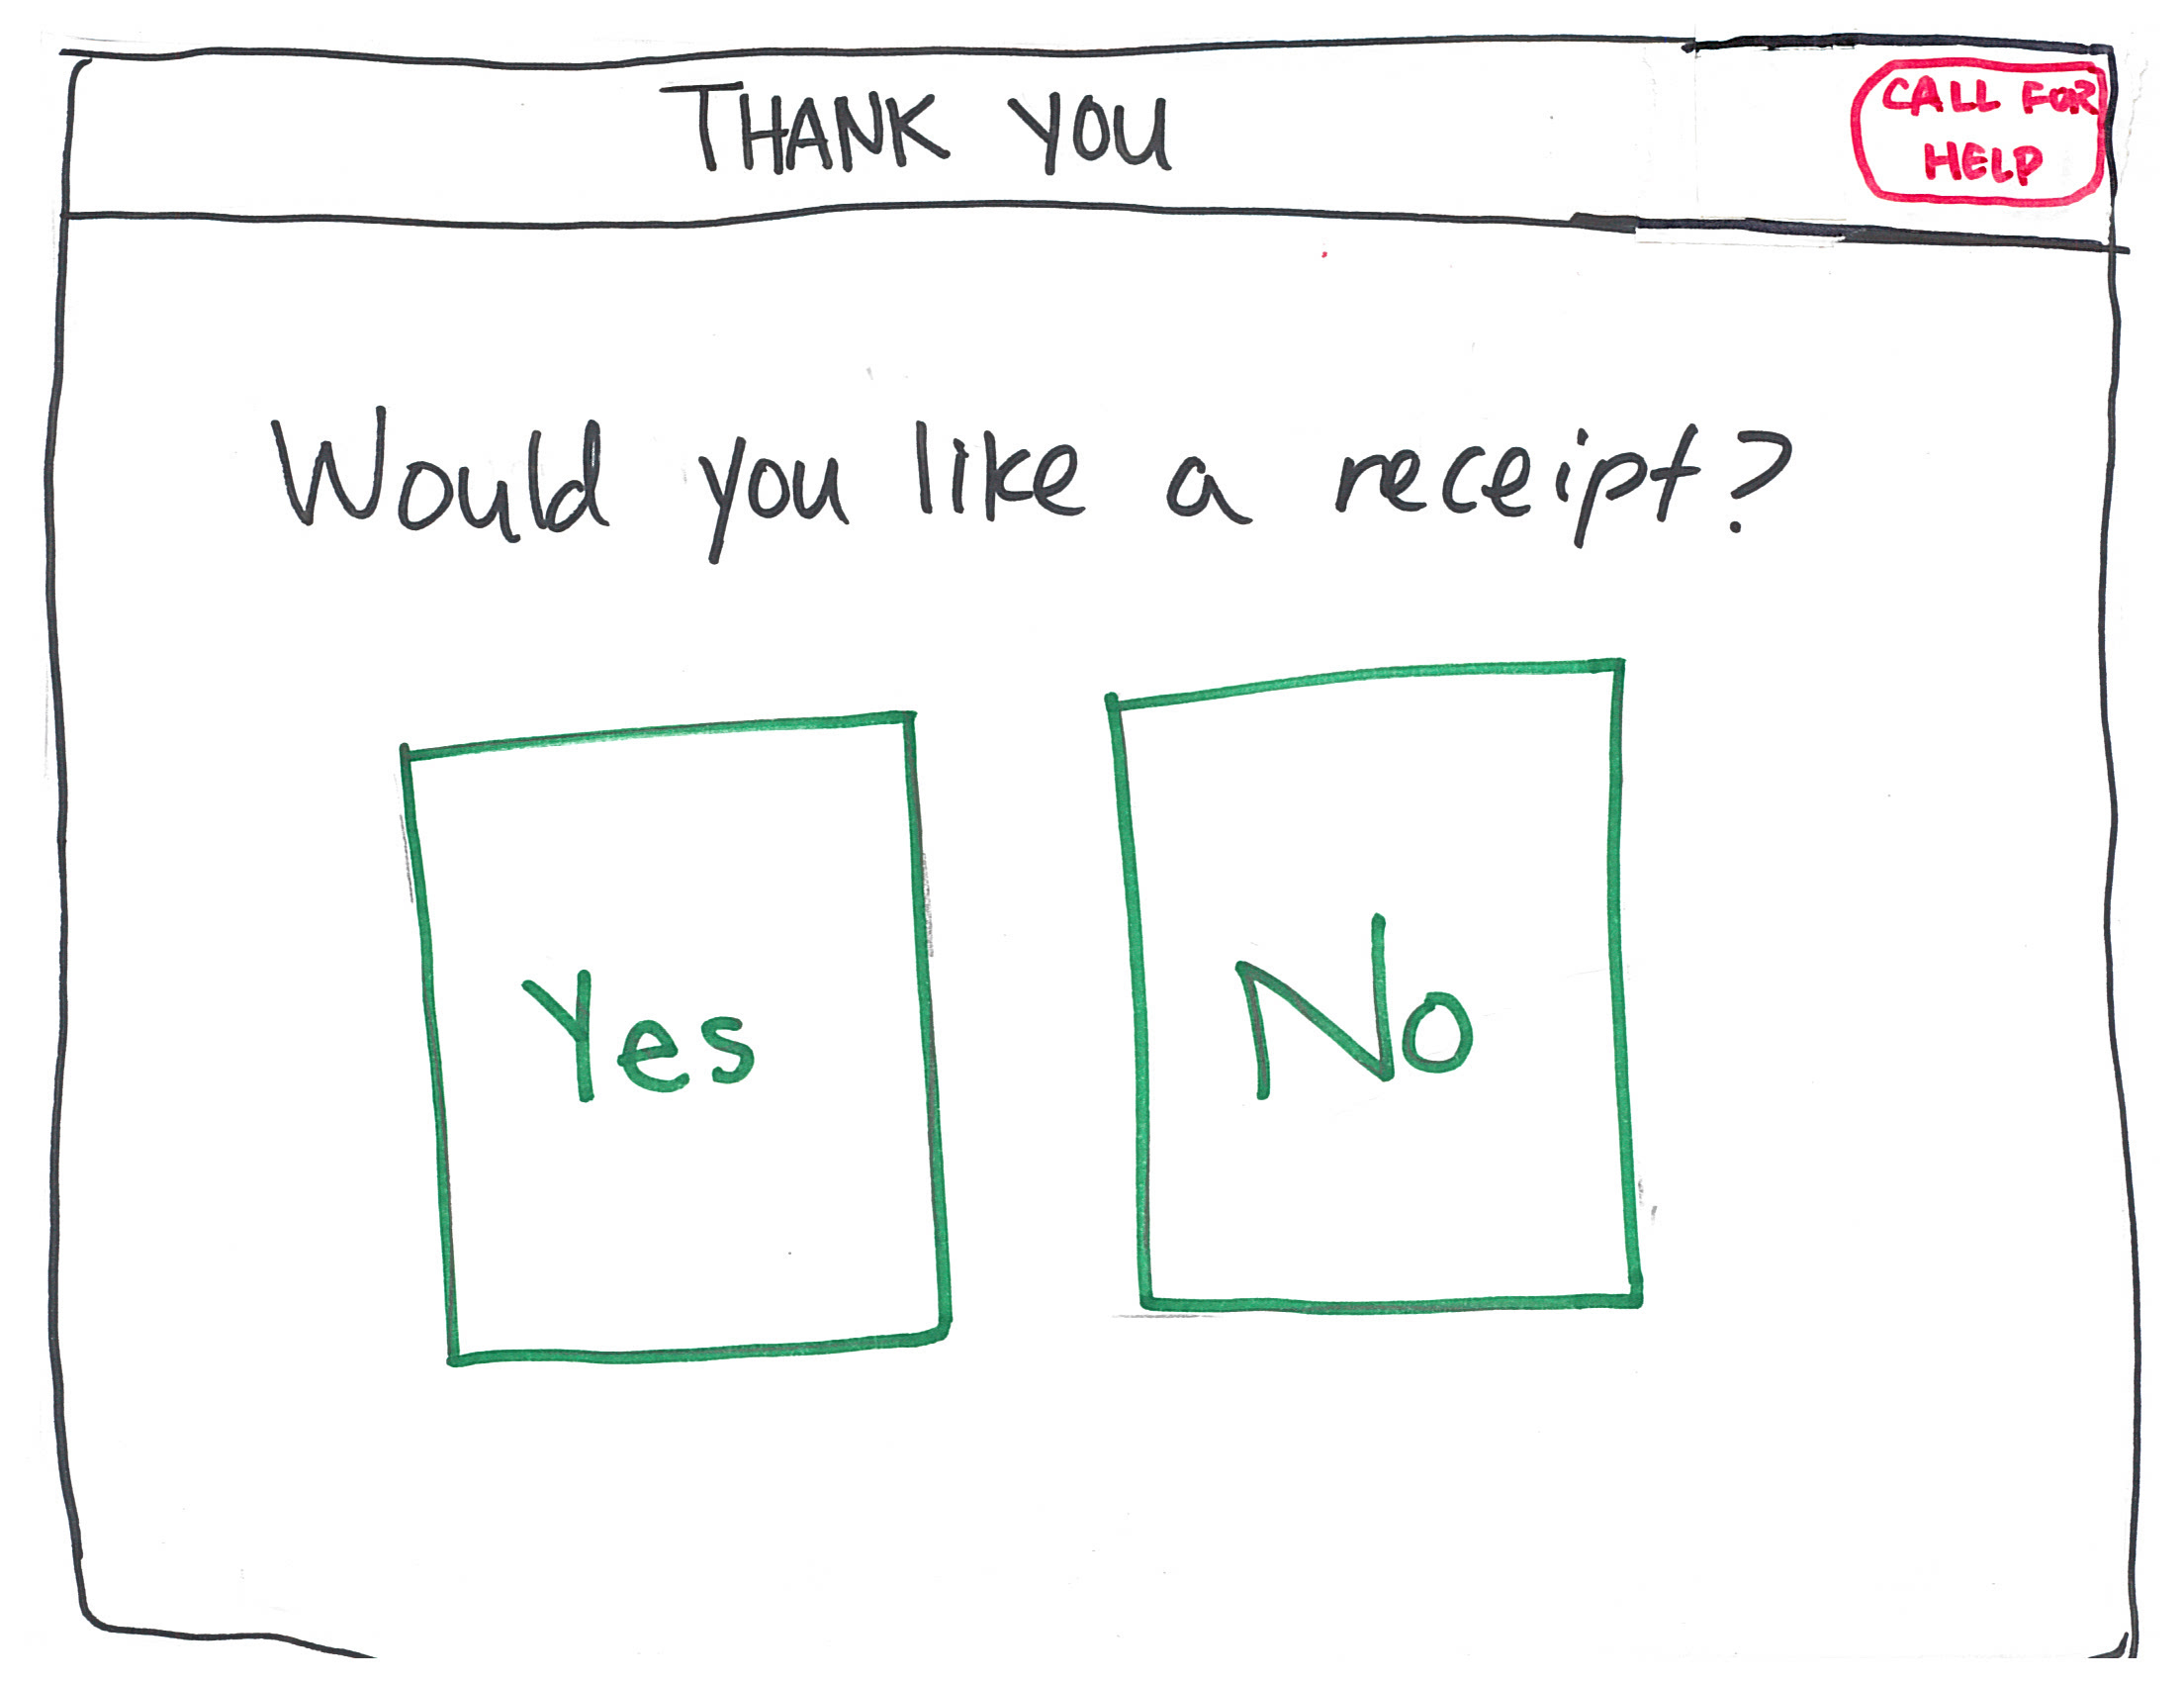 THANK YOU
CALL FOR
HELP
Would you like a receipt?
Yes
No